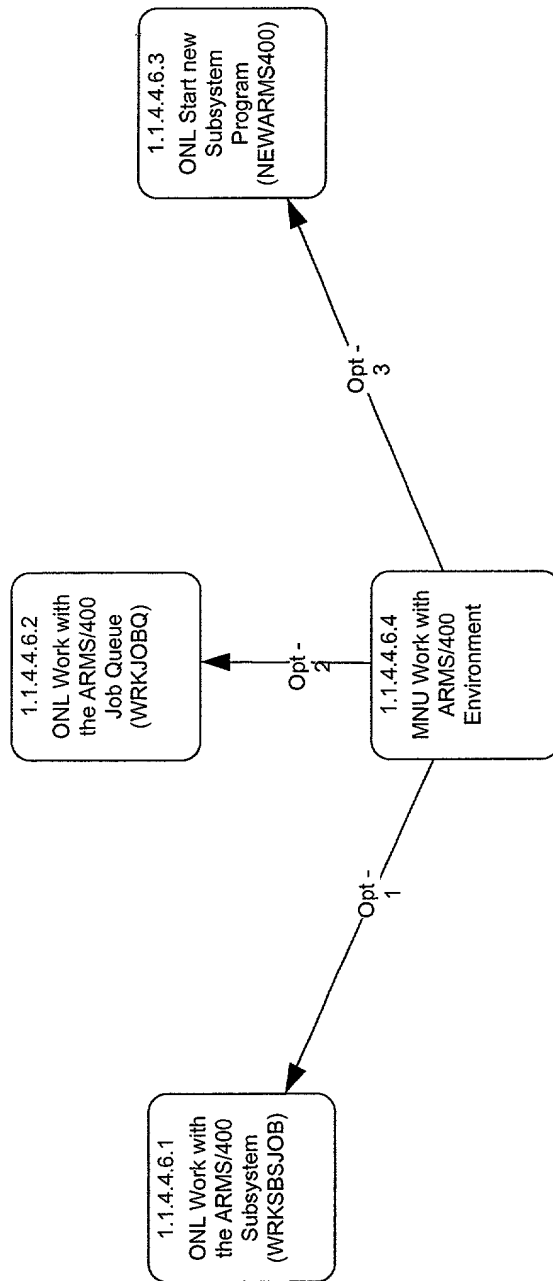 1.1.4.4.6.1
ONL Work with
the ARMS/400
Subsystem
(WRKSBSJOB)
1.1.4.4.6.2
ONL Work with
the ARMS/400
Job Queue
(WRKJOBQ)
1.1.4.4.6.3
ONL Start new
Subsystem
Program
(NEWARMS400)
Opt -
1
Opt -
2
Opt -
3
1.1.4.4.6.4
MNU Work with
ARMS/400
Environment